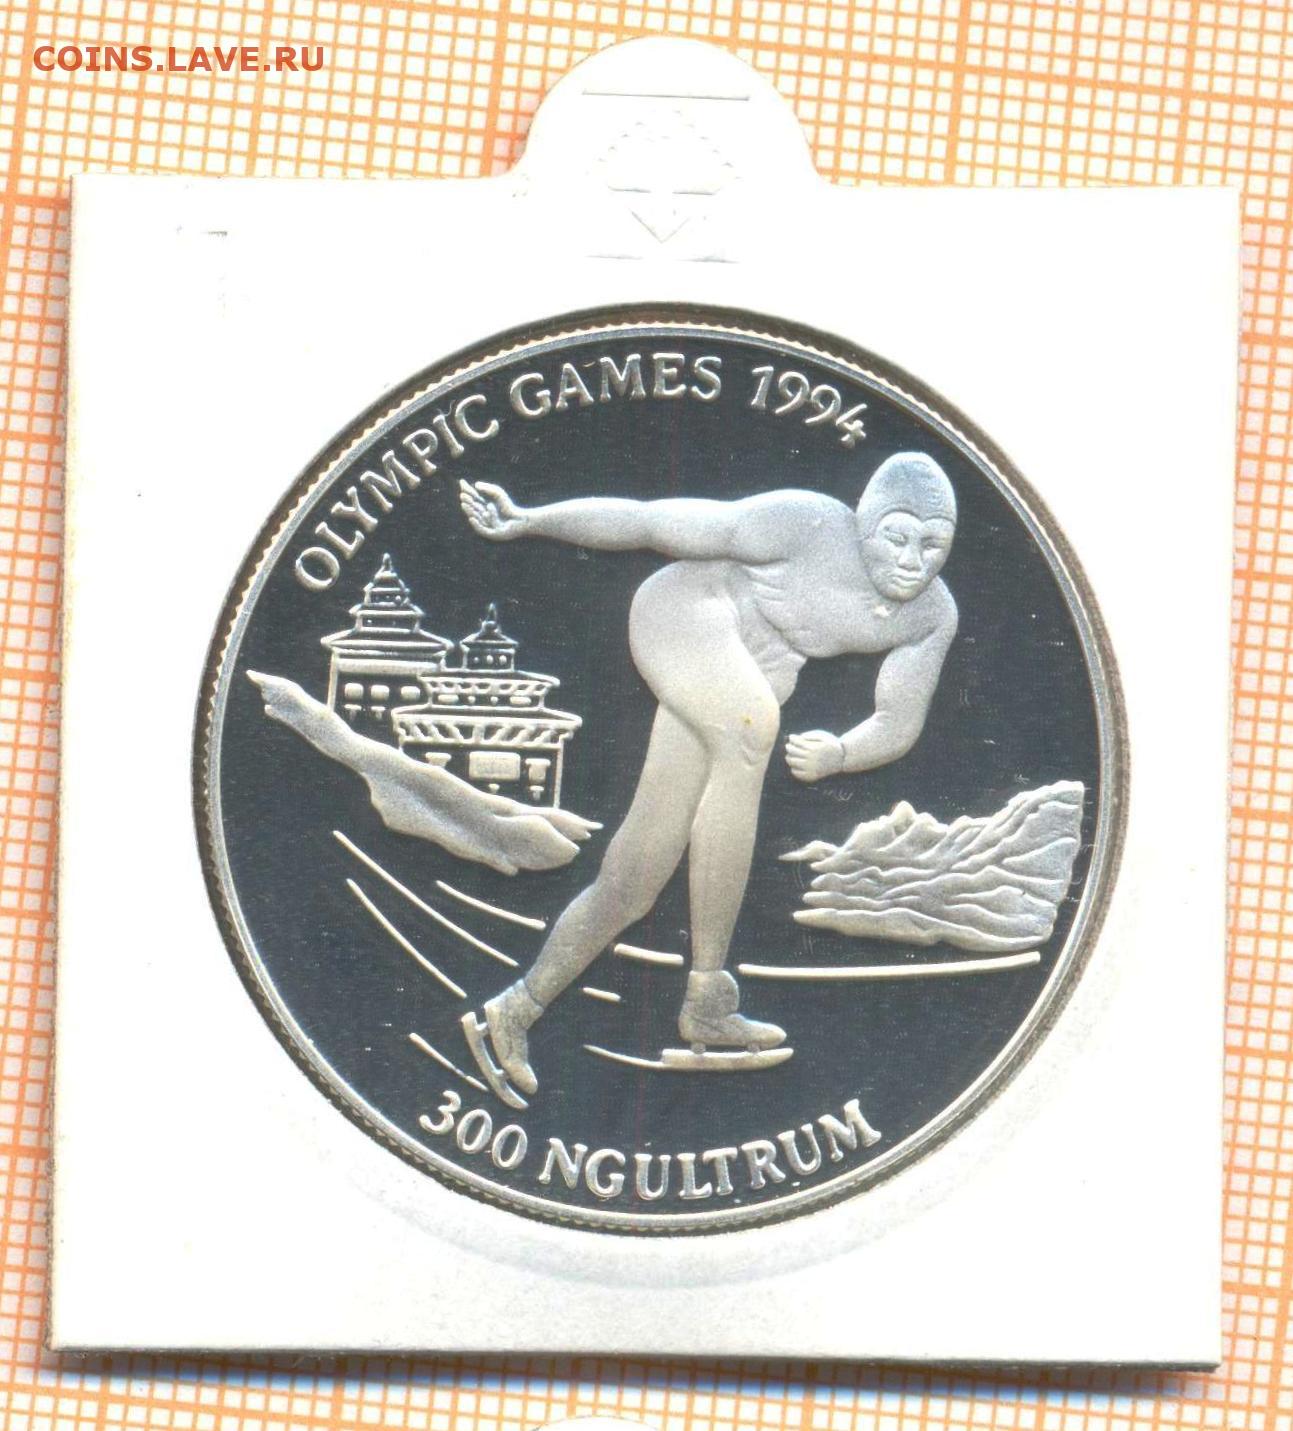 COINS.LAVE.RU
OLYMPIC GAMES 1994
300 NGULTRUM